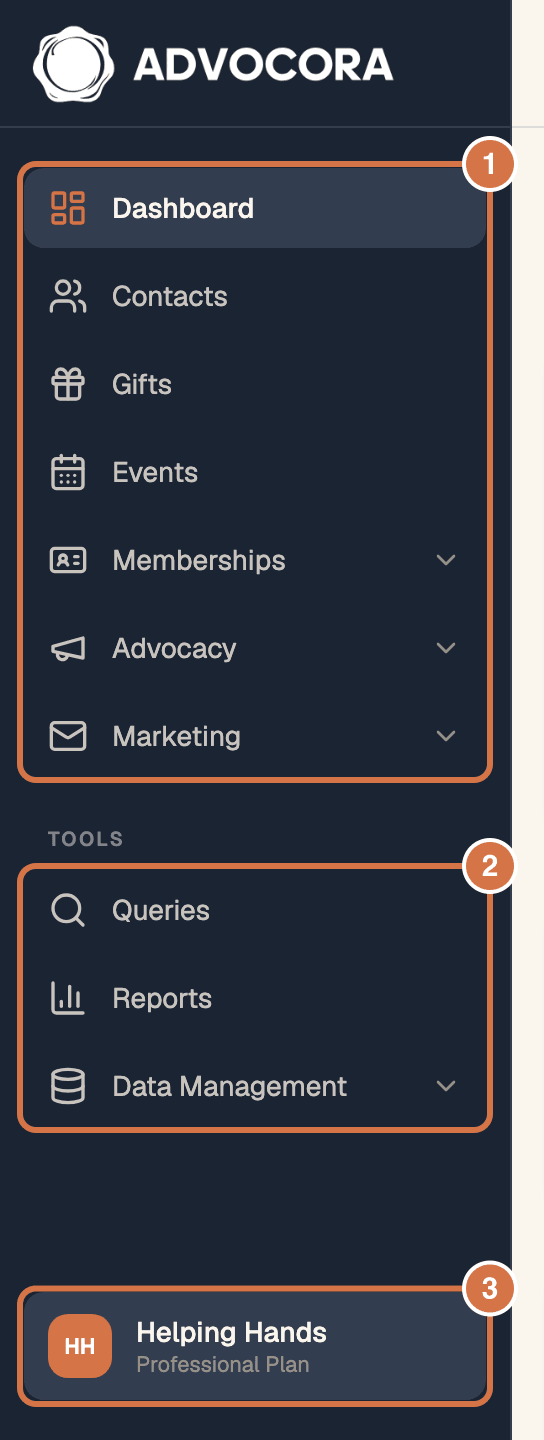 ADVOCORA
1
Dashboard
Contacts
Gifts
Events
Memberships
Advocacy
Marketing
TOOLS
2
Queries
Reports
Data Management
3
HH
Helping Hands
Professional Plan